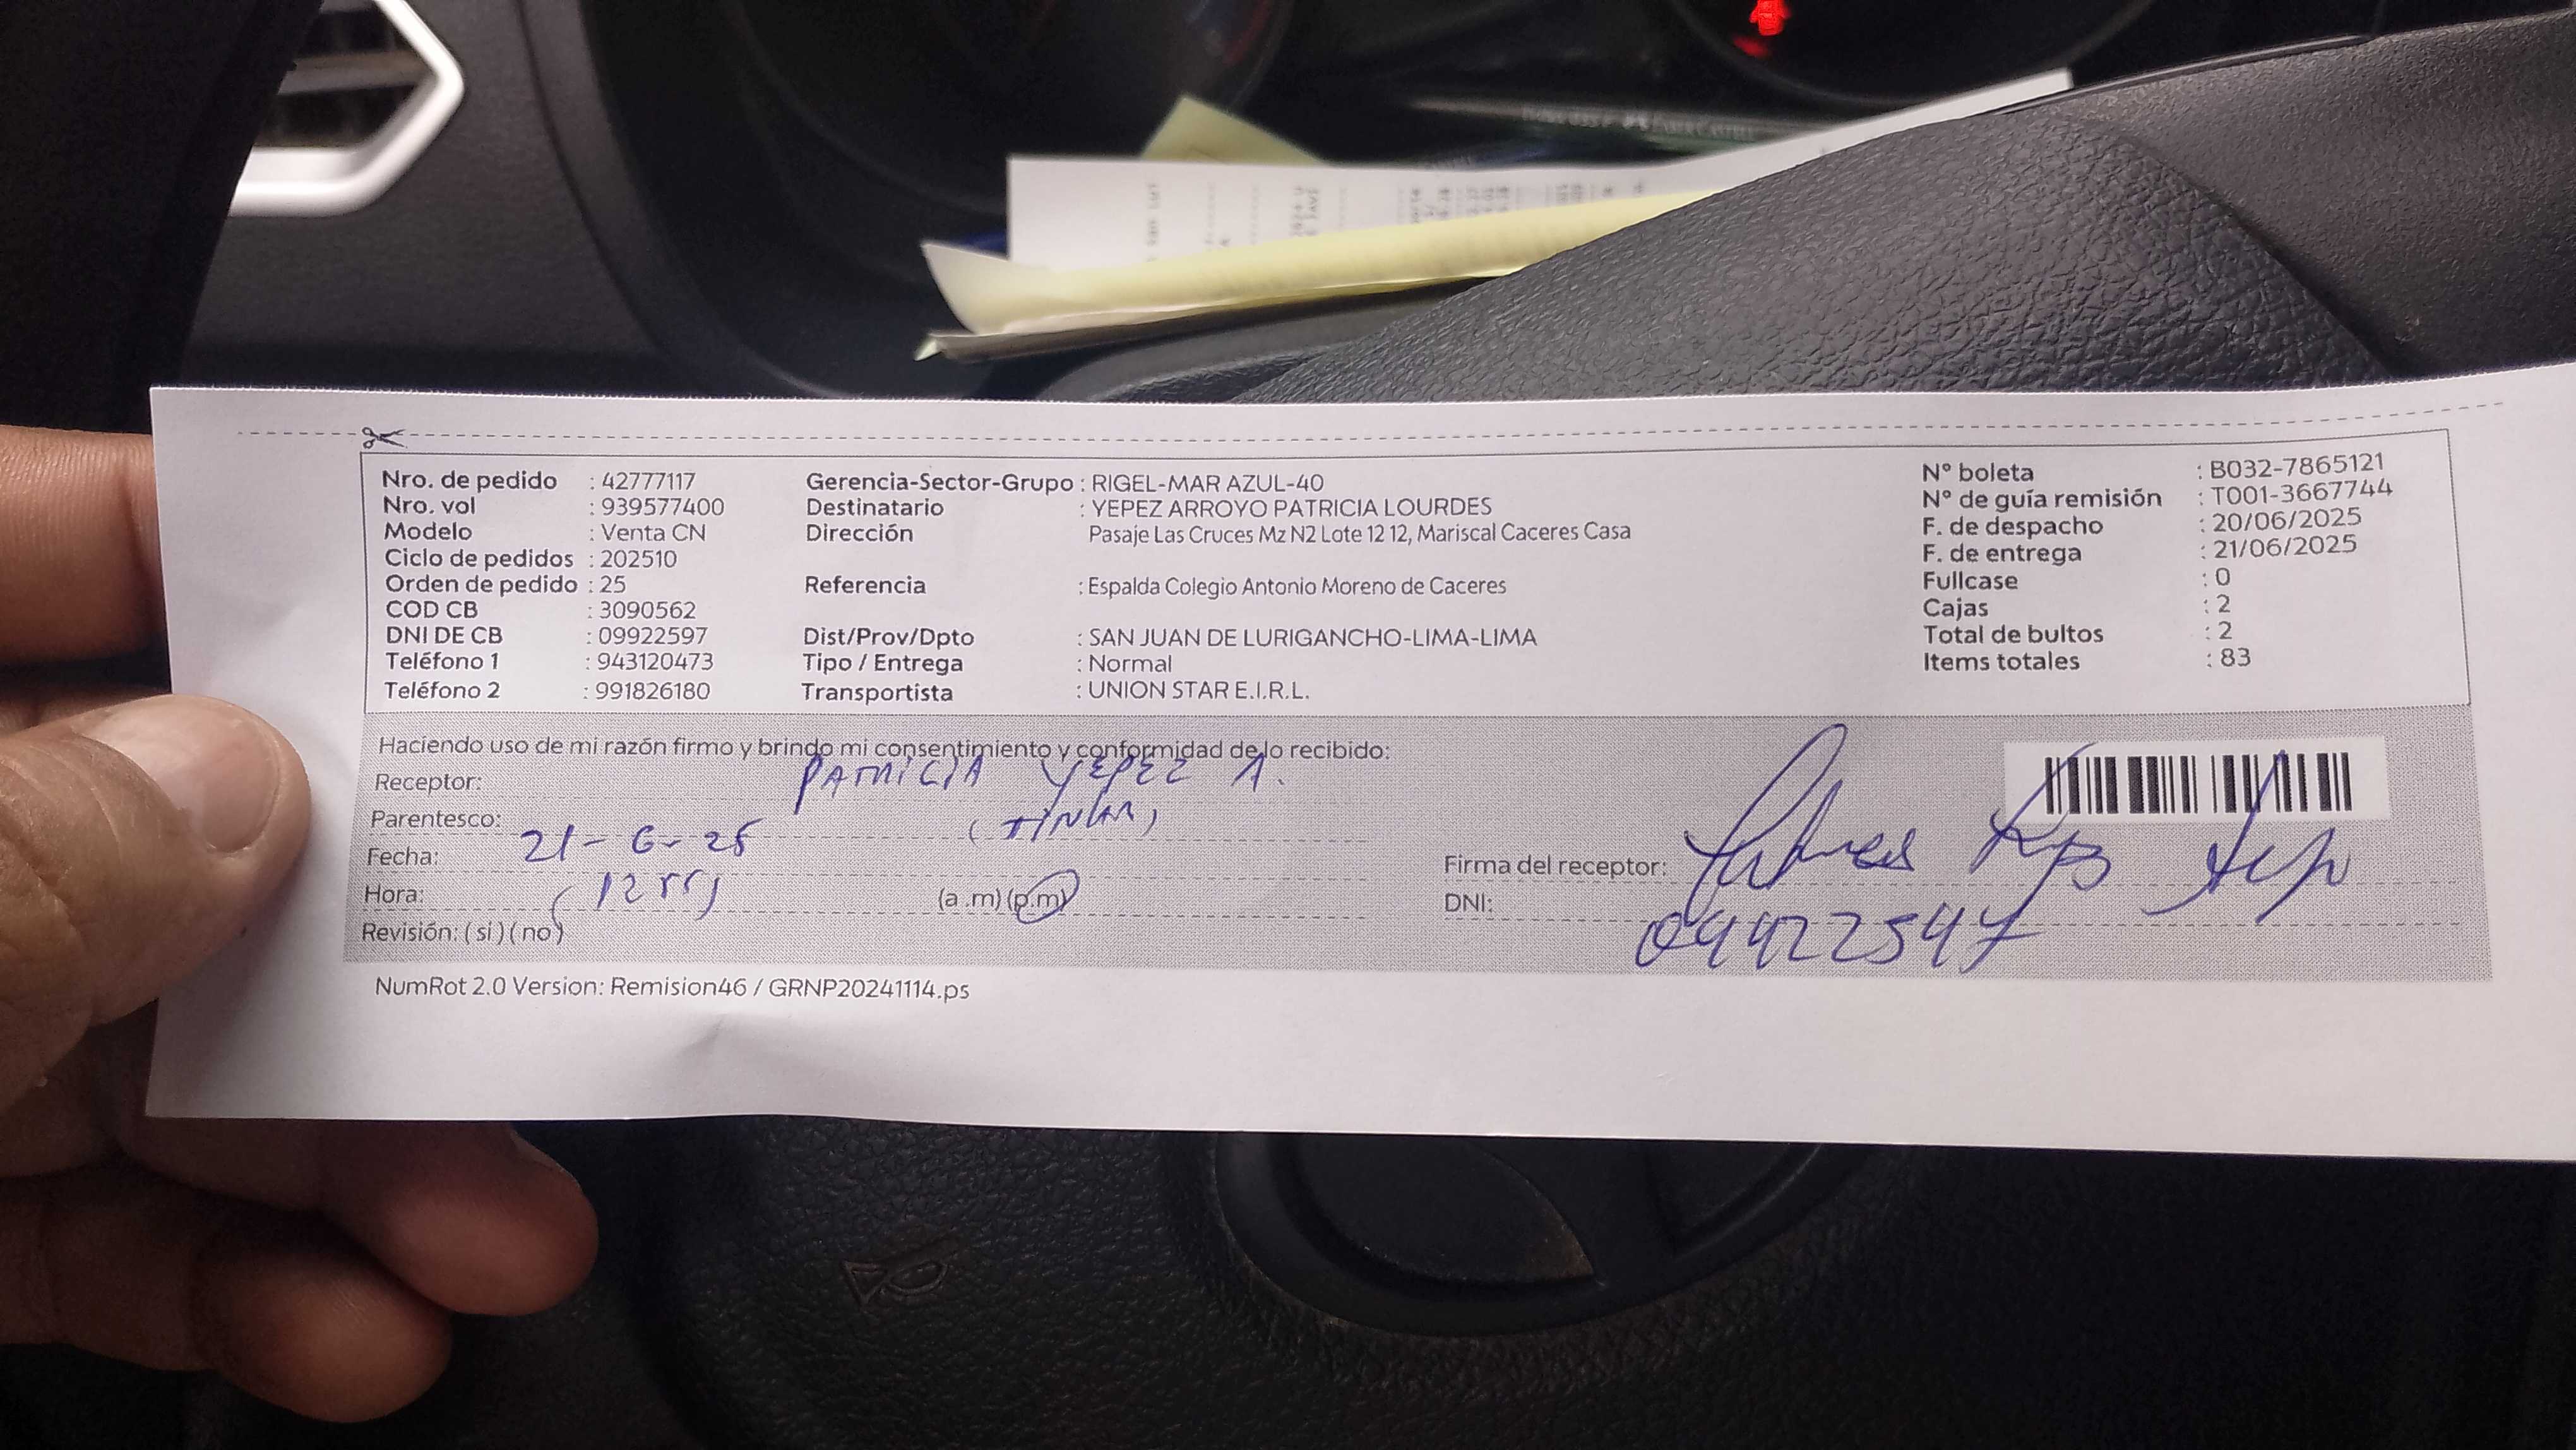 Nro. de pedido : 42777117
Nro. vol : 939577400
Modelo : Venta CN
Ciclo de pedidos : 202510
Orden de pedido : 25
COD CB : 3090562
DNI DE CB : 09922597
Teléfono 1 : 943120473
Teléfono 2 : 991826180
Gerencia-Sector-Grupo : RIGEL-MAR AZUL-40
Destinatario : YEPEZ ARROYO PATRICIA LOURDES
Dirección Pasaje Las Cruces Mz N2 Lote 12 12, Mariscal Caceres Casa
Referencia : Espalda Colegio Antonio Moreno de Caceres
Dist/Prov/Dpto : SAN JUAN DE LURIGANCHO-LIMA-LIMA
Tipo / Entrega : Normal
Transportista : UNION STAR E.I.R.L.
N° boleta : B032-7865121
N° de guía remisión : T001-3667744
F. de despacho : 20/06/2025
F. de entrega : 21/06/2025
Fullcase : 0
Cajas : 2
Total de bultos : 2
Items totales : 83
Haciendo uso de mi razón firmo y brindo mi consentimiento y conformidad de lo recibido:
Receptor: PATRICIA YEPEZ A.
Parentesco:
Fecha: 21-6-25
Hora: (a .m) (p.m)
Revisión: ( si ) ( no )
Firma del receptor:
DNI:
NumRot 2.0 Version: Remision46 / GRNP20241114.ps